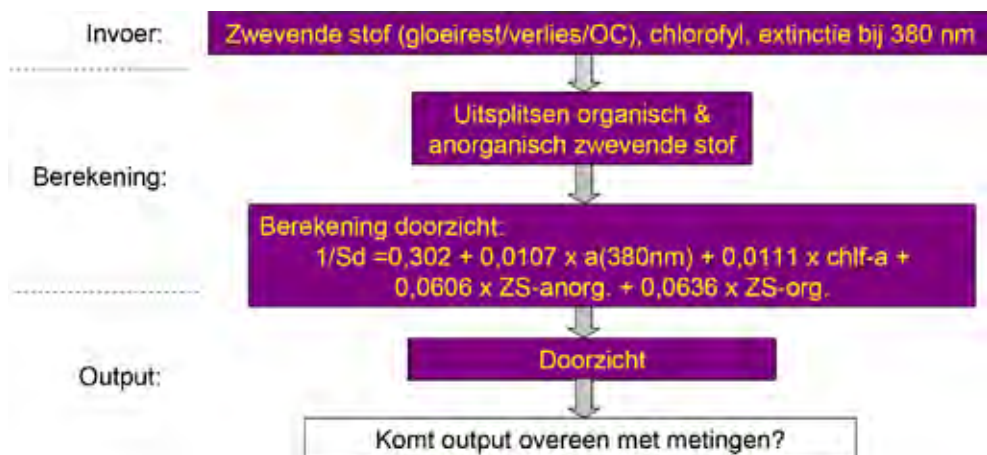 Invoer:
Zwevende stof (gloeirest/verlies/OC), chlorofyl, extinctie bij 380 nm
Uitsplitsen organisch &
anorganisch zwevende stof
Berekening:
Berekening doorzicht:
1/Sd =0,302 + 0,0107 x a(380nm) + 0,0111 x chlf-a +
0,0606 x ZS-anorg. + 0,0636 x ZS-org.
Output:
Doorzicht
Komt output overeen met metingen?